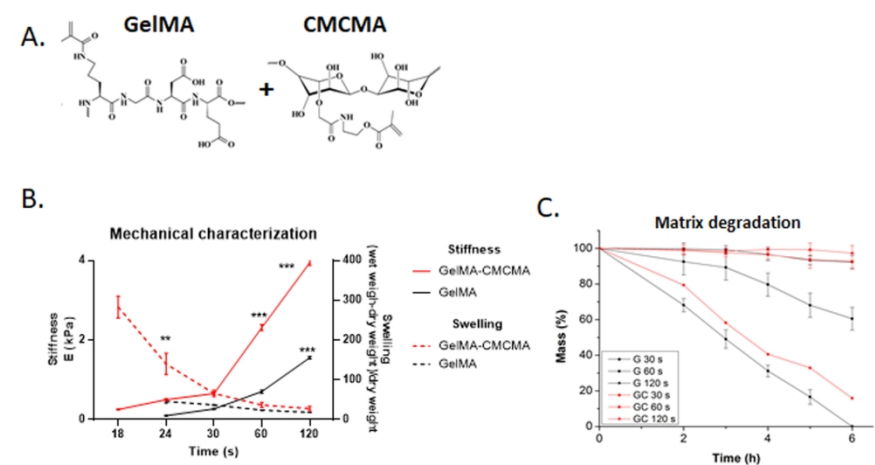 A.
GelMA
CMCMA
+
B.
Mechanical characterization
Stiffness
E (kPa)
4
2
0
400
300
200
100
0
Swelling
(wet weigh-dry weight)/dry weight
18
24
30
60
120
Time (s)
**
***
***
***
Stiffness
GelMA-CMCMA
GelMA
Swelling
GelMA-CMCMA
GelMA
C.
Matrix degradation
Mass (%)
100
80
60
40
20
0
G 30 s
G 60 s
G 120 s
GC 30 s
GC 60 s
GC 120 s
0
2
4
6
Time (h)